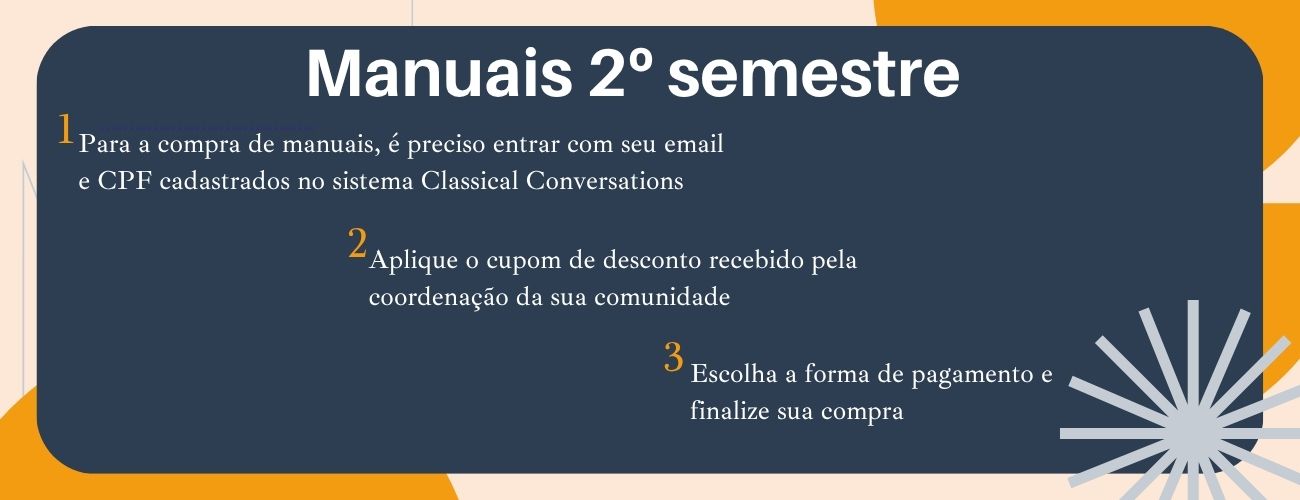 Manuais 2º semestre
1
Para a compra de manuais, é preciso entrar com seu email
e CPF cadastrados no sistema Classical Conversations
2
Aplique o cupom de desconto recebido pela
coordenação da sua comunidade
3
Escolha a forma de pagamento e
finalize sua compra